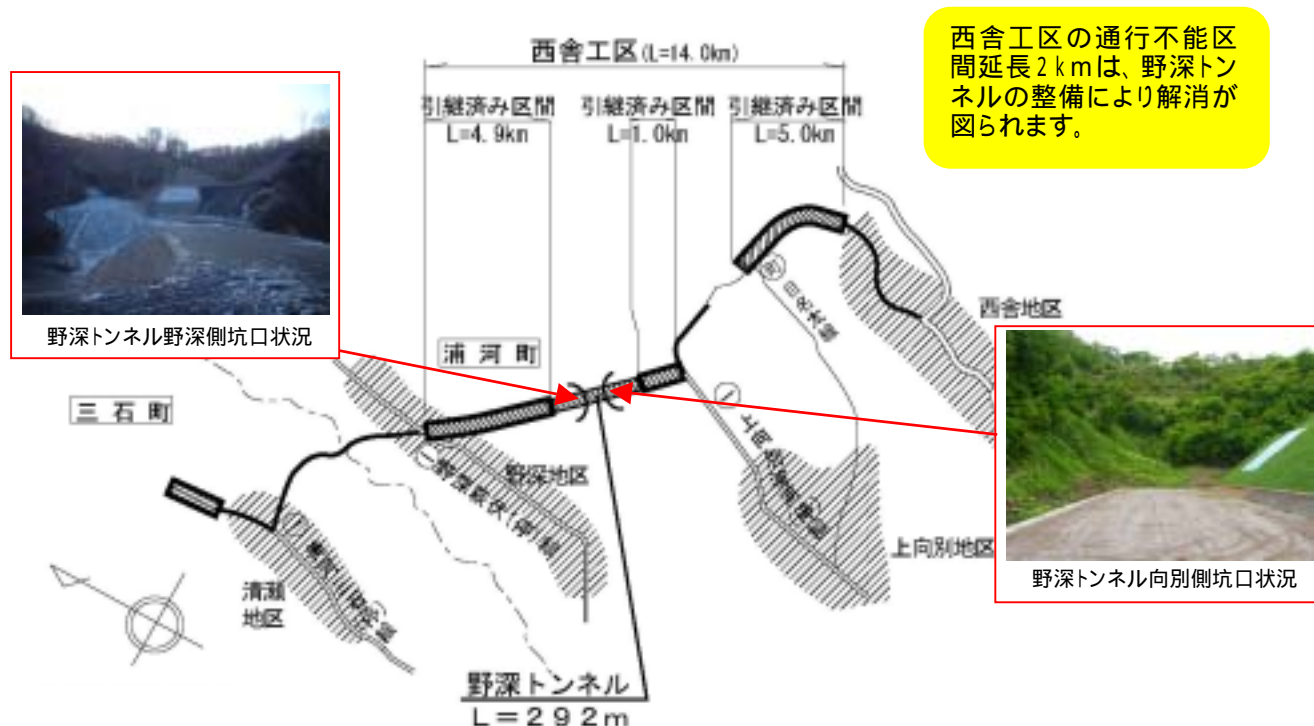 西舎工区(L=14.0km)
西舎工区の通行不能区
間延長2kmは、野深トン
ネルの整備により解消が
図られます。
引継済み区間
L=4.9km
引継済み区間
L=1.0km
引継済み区間
L=5.0km
野深トンネル野深側坑口状況
浦河町
三石町
西舎地区
野深地区
上向別地区
清瀬
地区
野深トンネル向別側坑口状況
野深トンネル
L=292m